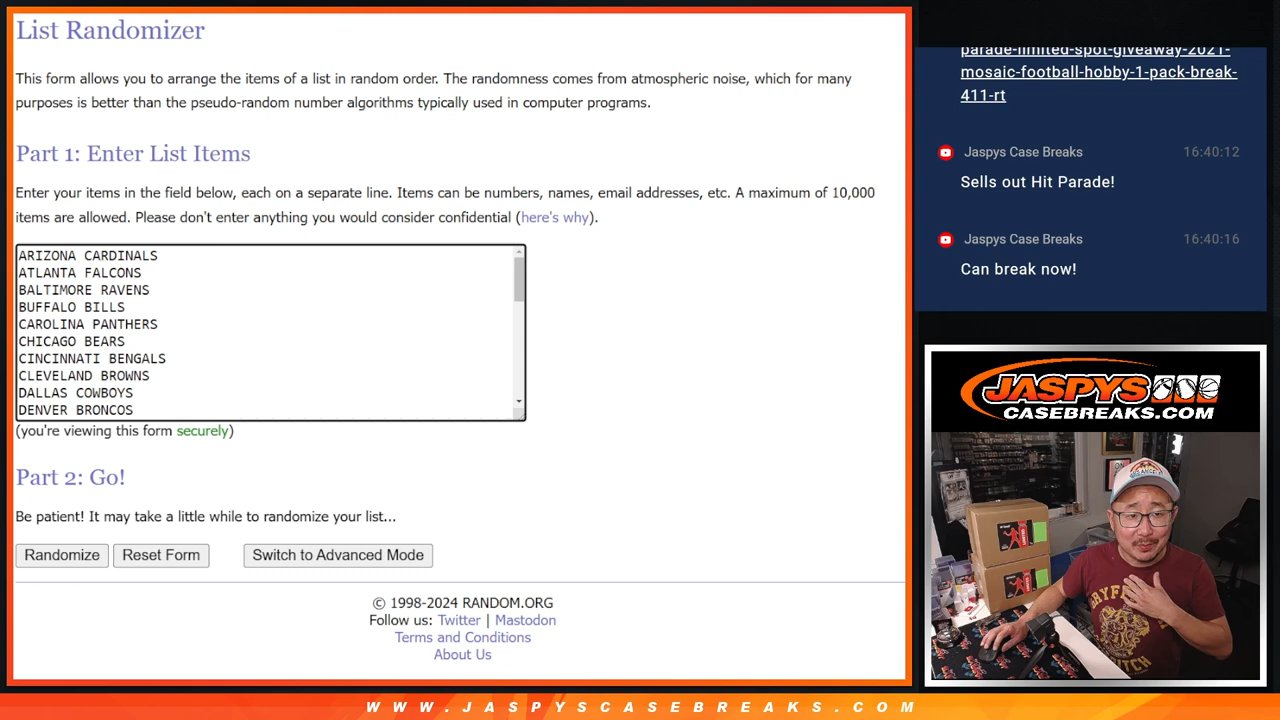 List Randomizer
This form allows you to arrange the items of a list in random order. The randomness comes from atmospheric noise, which for many
purposes is better than the pseudo-random number algorithms typically used in computer programs.
Part 1: Enter List Items
Enter your items in the field below, each on a separate line. Items can be numbers, names, email addresses, etc. A maximum of 10,000
items are allowed. Please don't enter anything you would consider confidential (here's why).
ARIZONA CARDINALS
ATLANTA FALCONS
BALTIMORE RAVENS
BUFFALO BILLS
CAROLINA PANTHERS
CHICAGO BEARS
CINCINNATI BENGALS
CLEVELAND BROWNS
DALLAS COWBOYS
DENVER BRONCOS
(you're viewing this form securely)
Part 2: Go!
Be patient! It may take a little while to randomize your list...
Randomize Reset Form Switch to Advanced Mode
© 1998-2024 RANDOM.ORG
Follow us: Twitter | Mastodon
Terms and Conditions
About Us
parade-limited-spot-giveaway-2021-
mosaic-football-hobby-1-pack-break-
411-rt
Jaspys Case Breaks 16:40:12
Sells out Hit Parade!
Jaspys Case Breaks 16:40:16
Can break now!
JASPYS
CASEBREAKS.COM
WWW.JASPYSCASEBREAKS.COM